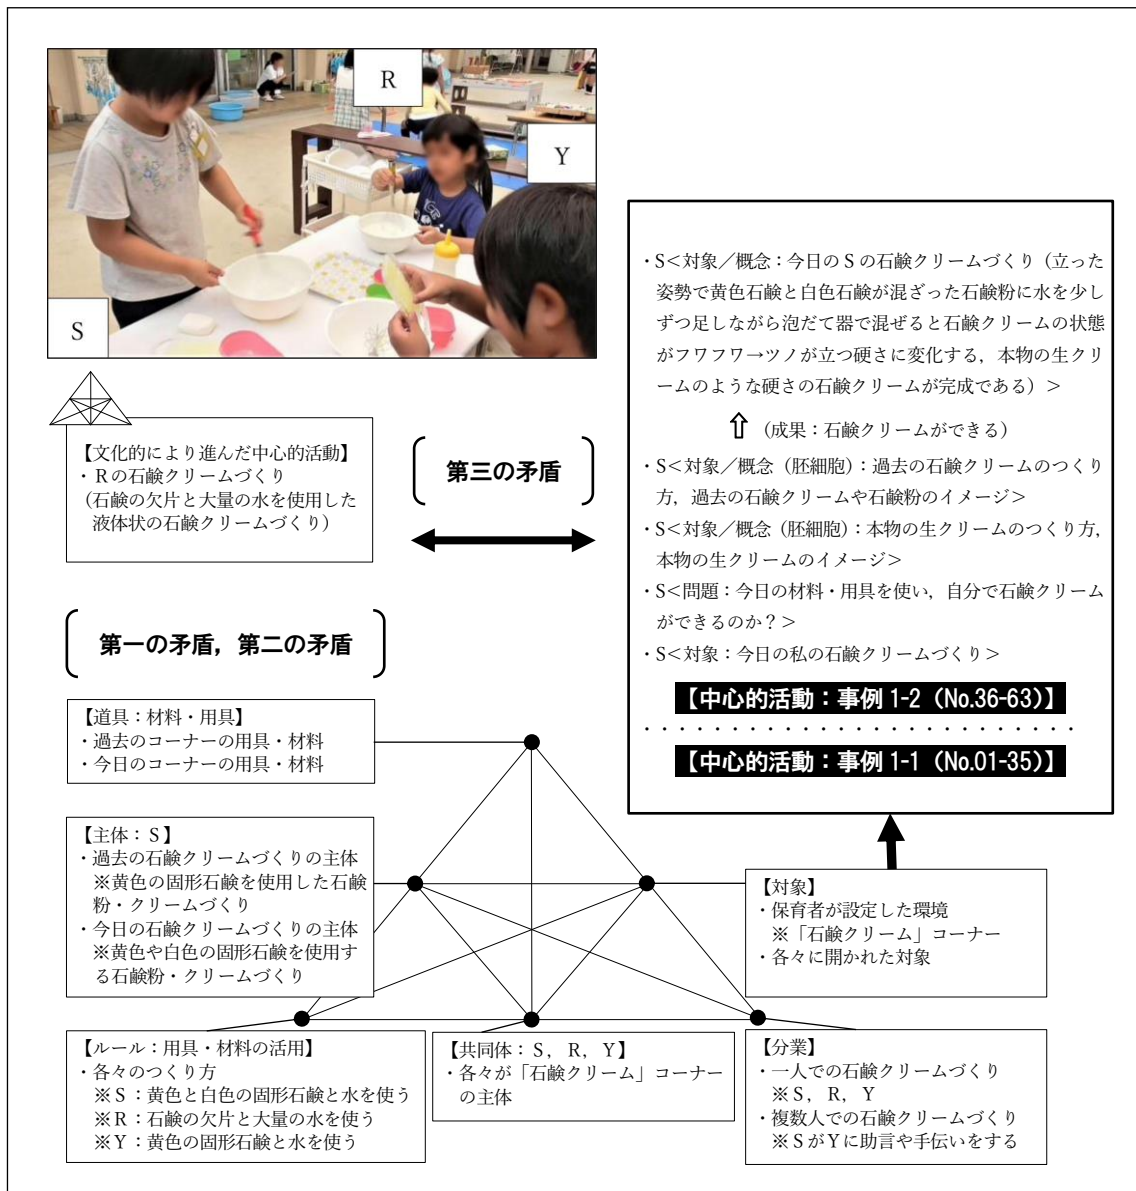 R
Y
S
・S<対象／概念：今日の S の石鹸クリームづくり（立った
姿勢で黄色石鹸と白色石鹸が混ざった石鹸粉に水を少し
ずつ足しながら泡だて器で混ぜると石鹸クリームの状態
がフワフワ→ツノが立つ硬さに変化する，本物の生クリ
ームのような硬さの石鹸クリームが完成である）>
⇧（成果：石鹸クリームができる）
・S<対象／概念（胚細胞）：過去の石鹸クリームのつくり
方，過去の石鹸クリームや石鹸粉のイメージ>
・S<対象／概念（胚細胞）：本物の生クリームのつくり方，
本物の生クリームのイメージ>
・S<問題：今日の材料・用具を使い，自分で石鹸クリーム
ができるのか？>
・S<対象：今日の私の石鹸クリームづくり>
【中心的活動：事例 1-2（No.36-63）】
・・・・・・・・・・・・・・・・・・・・・・・・・
【中心的活動：事例 1-1（No.01-35）】
【文化的により進んだ中心的活動】
・Ｒの石鹸クリームづくり
（石鹸の欠片と大量の水を使用した
液体状の石鹸クリームづくり）
第三の矛盾
第一の矛盾，第二の矛盾
【道具：材料・用具】
・過去のコーナーの用具・材料
・今日のコーナーの用具・材料
【主体：Ｓ】
・過去の石鹸クリームづくりの主体
※黄色の固形石鹸を使用した石鹸
粉・クリームづくり
・今日の石鹸クリームづくりの主体
※黄色や白色の固形石鹸を使用す
る石鹸粉・クリームづくり
【対象】
・保育者が設定した環境
※「石鹸クリーム」コーナー
・各々に開かれた対象
【ルール：用具・材料の活用】
・各々のつくり方
※Ｓ：黄色と白色の固形石鹸と水を使う
※Ｒ：石鹸の欠片と大量の水を使う
※Ｙ：黄色の固形石鹸と水を使う
【共同体：Ｓ，Ｒ，Ｙ】
・各々が「石鹸クリーム」コーナー
の主体
【分業】
・一人での石鹸クリームづくり
※Ｓ，Ｒ，Ｙ
・複数人での石鹸クリームづくり
※ＳがＹに助言や手伝いをする